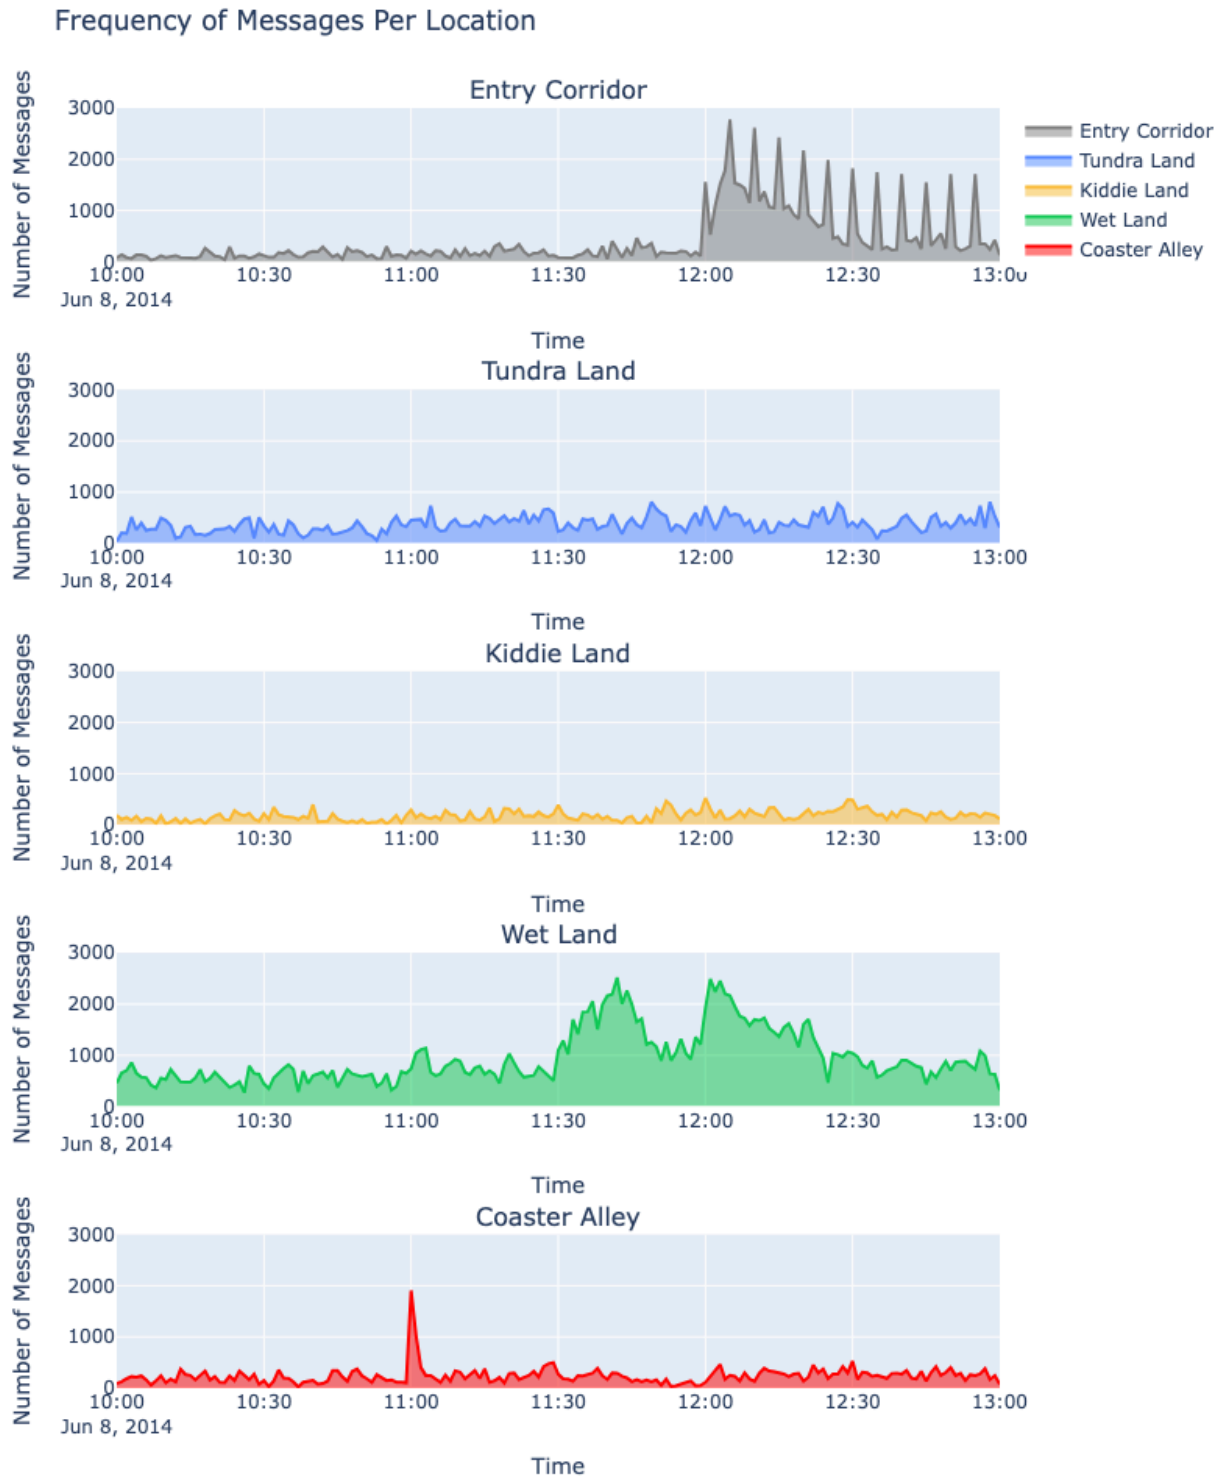 Frequency of Messages Per Location
Entry Corridor
Number of Messages
3000
2000
1000
0
10:00
10:30
11:00
11:30
12:00
12:30
13:00
Jun 8, 2014
Time
Entry Corridor
Tundra Land
Kiddie Land
Wet Land
Coaster Alley
Tundra Land
Number of Messages
3000
2000
1000
0
10:00
10:30
11:00
11:30
12:00
12:30
13:00
Jun 8, 2014
Time
Kiddie Land
Number of Messages
3000
2000
1000
0
10:00
10:30
11:00
11:30
12:00
12:30
13:00
Jun 8, 2014
Time
Wet Land
Number of Messages
3000
2000
1000
0
10:00
10:30
11:00
11:30
12:00
12:30
13:00
Jun 8, 2014
Time
Coaster Alley
Number of Messages
3000
2000
1000
0
10:00
10:30
11:00
11:30
12:00
12:30
13:00
Jun 8, 2014
Time